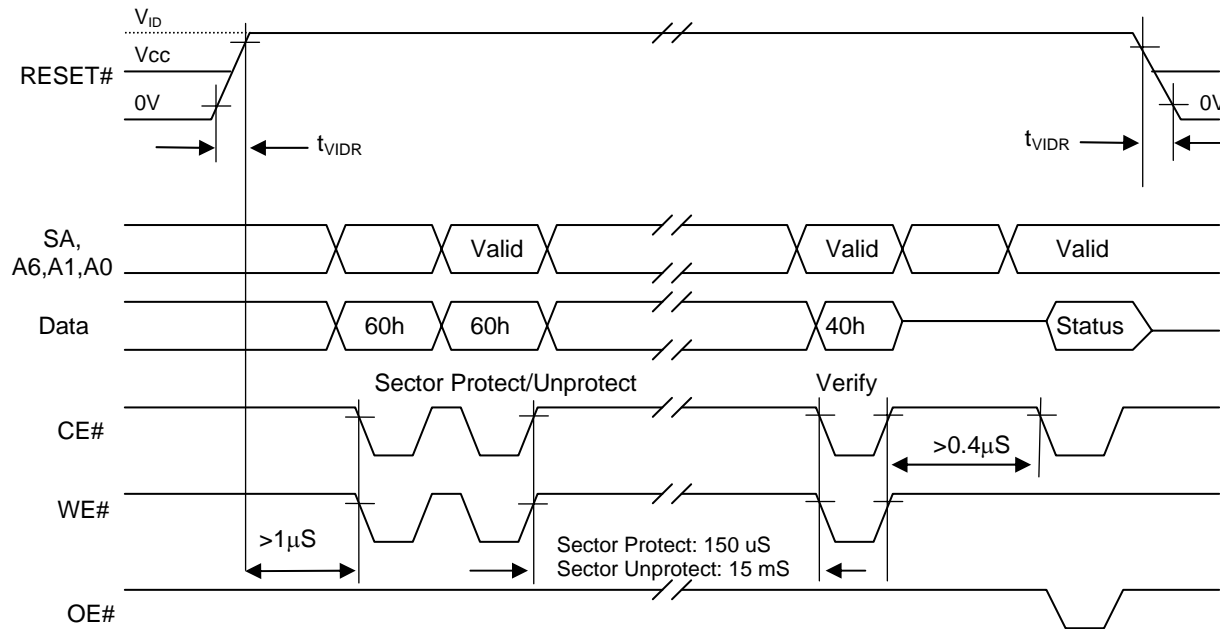 VID
Vcc
RESET#
0V
0V
tVIDR
tVIDR
SA,
A6,A1,A0
Valid
Valid
Valid
Data
60h
60h
40h
Status
Sector Protect/Unprotect
Verify
CE#
>0.4μS
WE#
>1μS
Sector Protect: 150 uS
Sector Unprotect: 15 mS
OE#